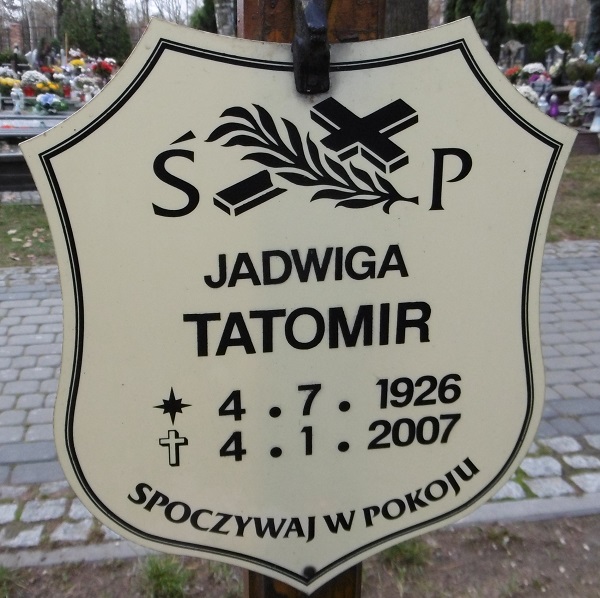 Ś P
JADWIGA
TATOMIR
4 . 7 . 1926
4 . 1 . 2007
SPOCZYWAJ W POKOJU